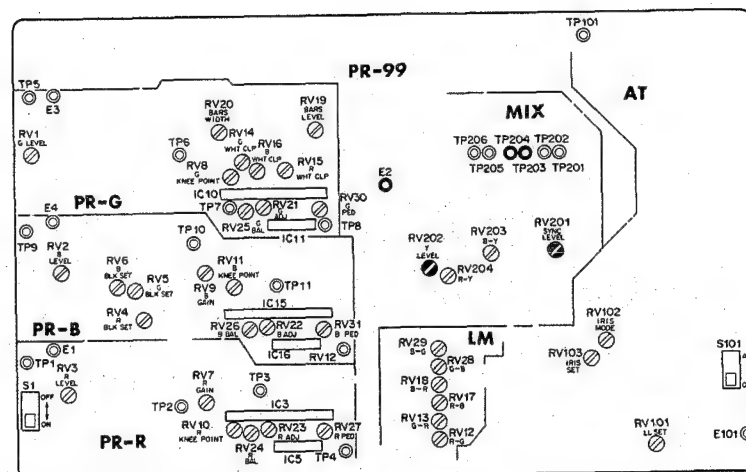 TP101
PR-99
AT
TP5
E3
RV20
BARS
WIDTH
RV19
BARS
LEVEL
MIX
RV1
G LEVEL
TP6
RV14
G
WHT CLP
RV16
B
WHT CLP
RV8
G
KNEE POINT
RV15
R
WHT CLP
TP206
TP204
TP202
TP205
TP203
TP201
E2
IC10
PR-G
TP7
RV21
G ADJ
RV30
G
PED
RV25
G
BAL
IC11
TP8
E4
TP9
RV2
B
LEVEL
TP10
RV6
B
BLK SET
RV5
G
BLK SET
RV11
B
KNEE POINT
RV9
B
GAIN
TP11
RV202
Y
LEVEL
RV203
B-Y
RV204
R-Y
RV201
SYNC
LEVEL
RV4
R
BLK SET
IC15
PR-B
RV26
B BAL
RV22
B ADJ
RV31
B PED
IC16
RV12
LM
RV102
IRIS
MODE
TP1
E1
RV3
R
LEVEL
RV29
B-G
RV28
G-B
RV103
IRIS
SET
S101
S1
OFF
ON
RV7
R
GAIN
TP3
RV18
B-R
RV17
R-B
TP2
IC3
RV13
G-R
RV12
R-G
RV10
R
KNEE POINT
RV23
R ADJ
RV27
R PED
RV24
R
BAL
IC5
TP4
PR-R
RV101
LL SET
E101